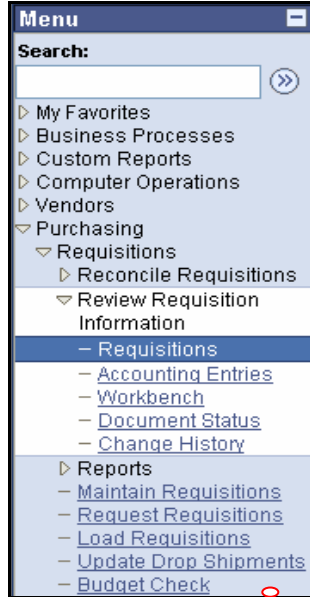 Menu
Search:
My Favorites
Business Processes
Custom Reports
Computer Operations
Vendors
Purchasing
Requisitions
Reconcile Requisitions
Review Requisition
Information
– Requisitions
– Accounting Entries
– Workbench
– Document Status
– Change History
Reports
– Maintain Requisitions
– Request Requisitions
– Load Requisitions
– Update Drop Shipments
– Budget Check